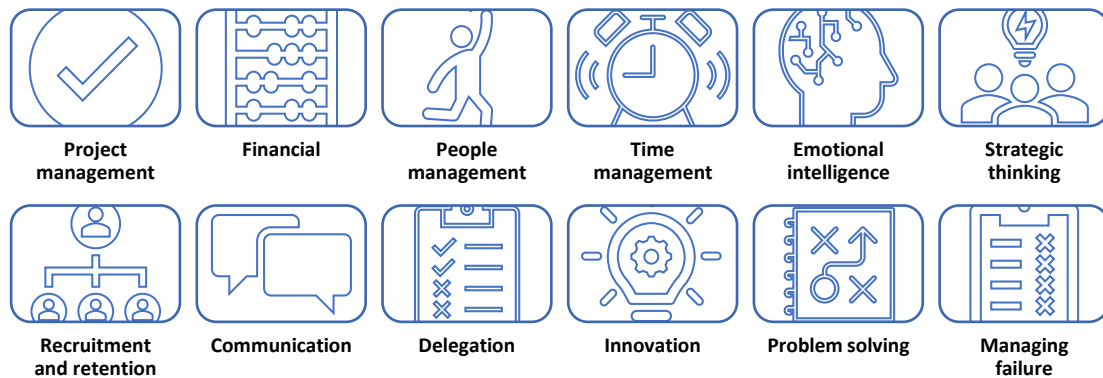 Project
management
Financial
People
management
Time
management
Emotional
intelligence
Strategic
thinking
Recruitment
and retention
Communication
Delegation
Innovation
Problem solving
Managing
failure